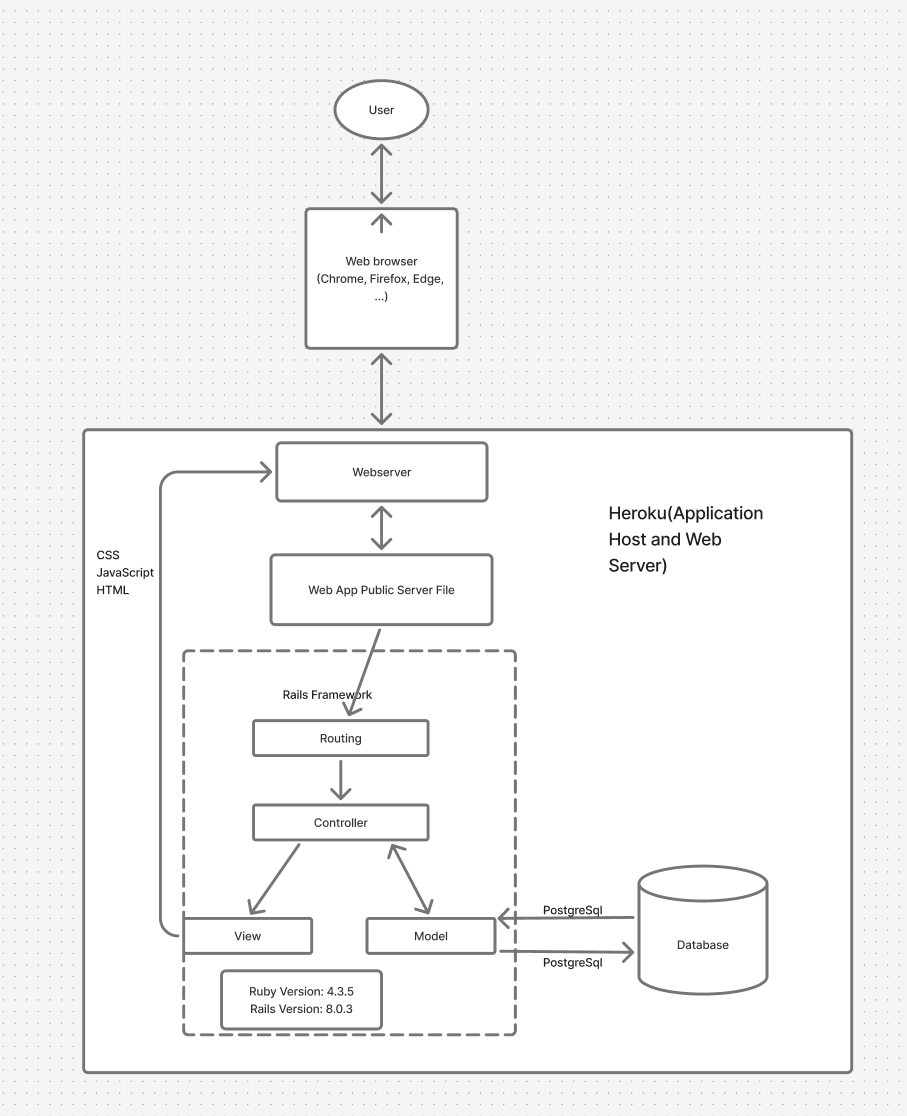 User
Web browser
(Chrome, Firefox, Edge,
...)
Webserver
Heroku(Application
Host and Web
Server)
CSS
JavaScript
HTML
Web App Public Server File
Rails Framework
Routing
Controller
View
Model
PostgreSql
Database
PostgreSql
Ruby Version: 4.3.5
Rails Version: 8.0.3